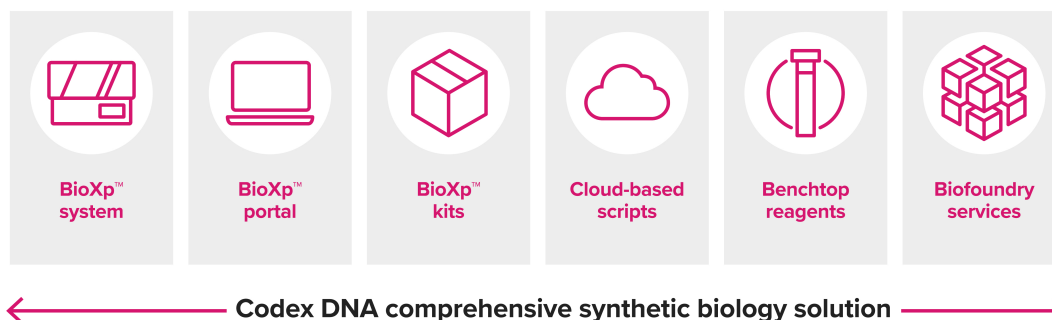 BioXp™
system
BioXp™
portal
BioXp™
kits
Cloud-based
scripts
Benchtop
reagents
Biofoundry
services
Codex DNA comprehensive synthetic biology solution